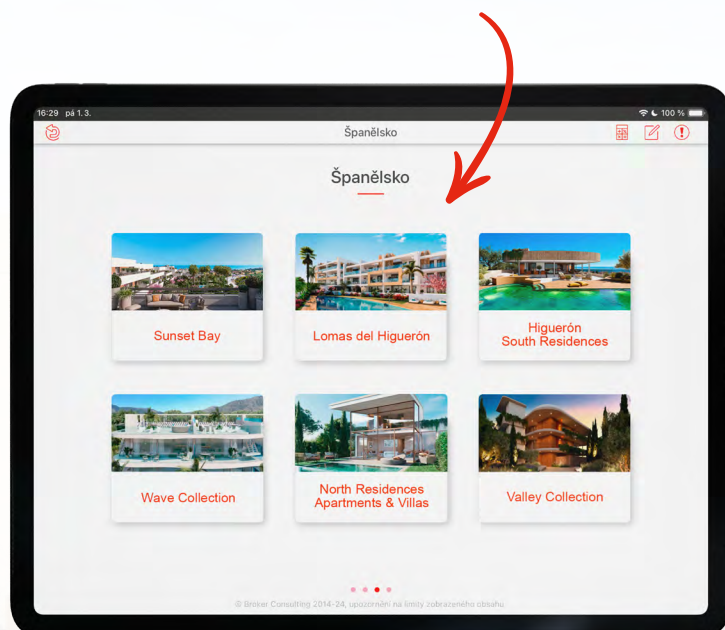 16:29 pá 1. 3.
100 %
Španělsko
Španělsko
Sunset Bay
Lomas del Higuerón
Higuerón
South Residences
Wave Collection
North Residences
Apartments & Villas
Valley Collection
© Broker Consulting 2014-24, upozornění na limity zobrazeného obsahu